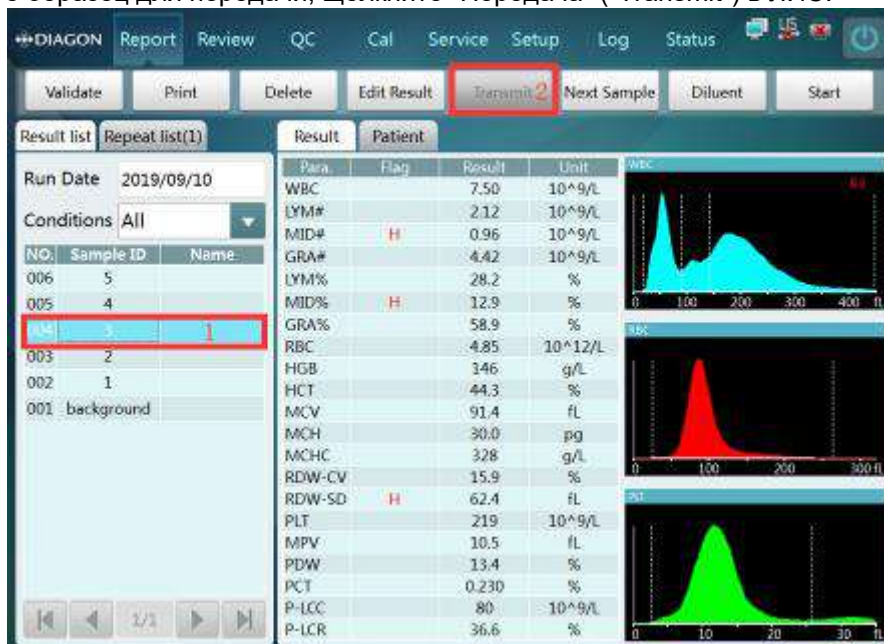 образец для передачи, щелкните "Передача" ("Transmit") в ЛИС.
DIAGON Report Review QC Cal Service Setup Log Status
Validate Print Delete Edit Result Transmit 2 Next Sample Diluent Start
Result list Repeat list(1) Result Patient
Run Date 2019/09/10
Conditions All
NO. Sample ID Name
006 5
005 4
004 3 1
003 2
002 1
001 background
1/1
Para. Flag Result Unit
WBC 7.50 10^9/L
LYM# 2.12 10^9/L
MID# H 0.96 10^9/L
GRA# 4.42 10^9/L
LYM% 28.2 %
MID% H 12.9 %
GRA% 58.9 %
RBC 4.85 10^12/L
HGB 146 g/L
HCT 44.3 %
MCV 91.4 fL
MCH 30.0 pg
MCHC 328 g/L
RDW-CV 15.9 %
RDW-SD H 62.4 fL
PLT 219 10^9/L
MPV 10.5 fL
PDW 13.4 %
PCT 0.230 %
P-LCC 80 10^9/L
P-LCR 36.6 %
WBC
0 100 200 300 400 fl
RBC
0 100 200 300 fl
PLT
0 10 20 30 fl